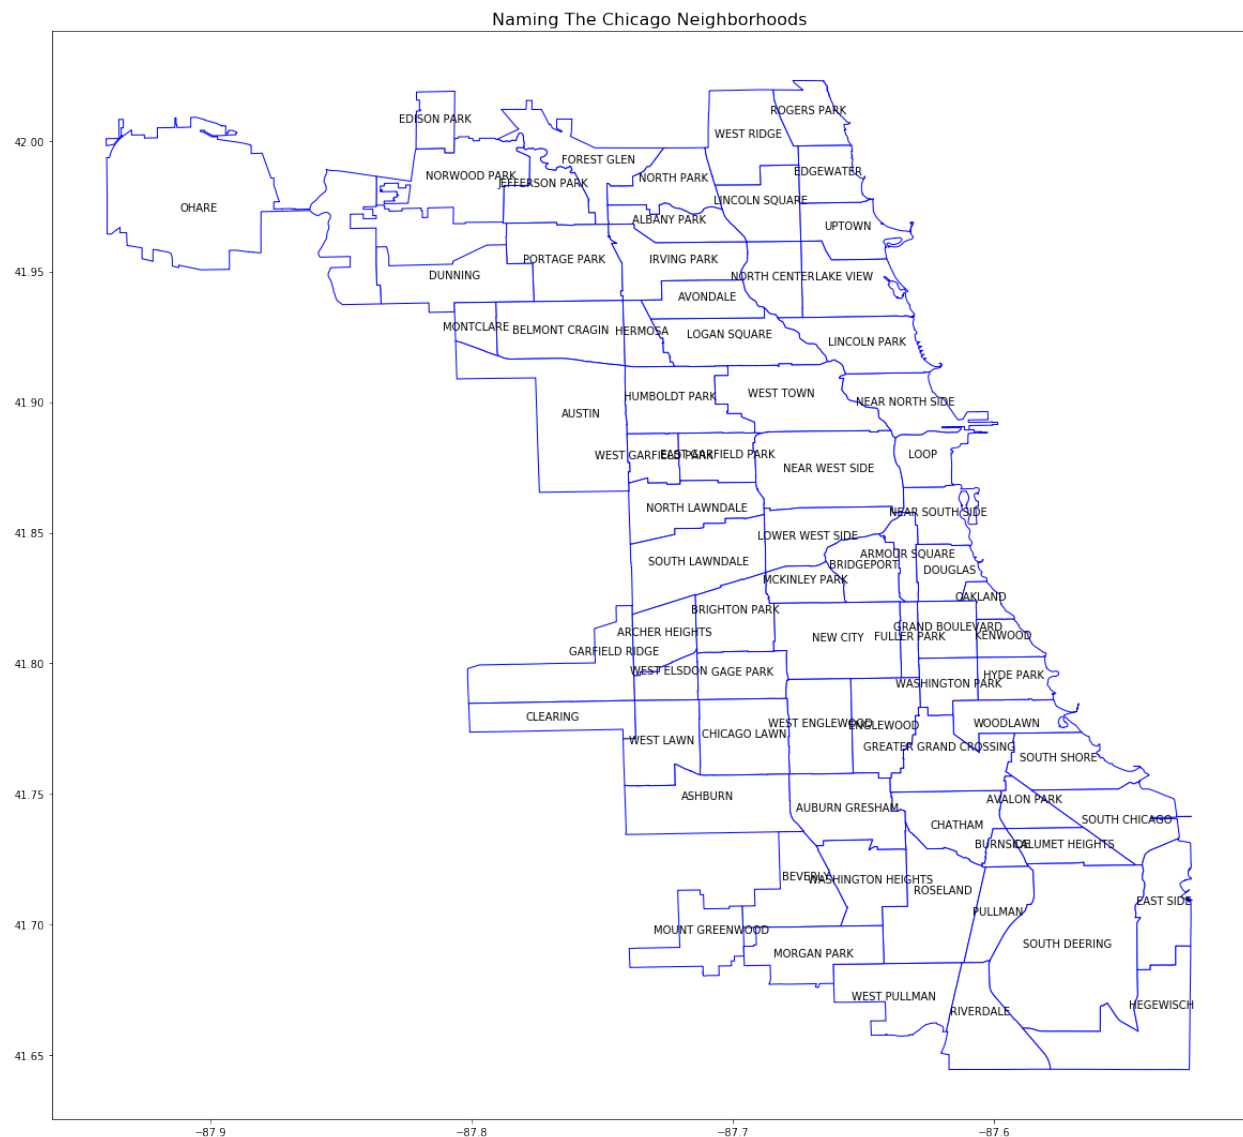 Naming The Chicago Neighborhoods
ROGERS PARK
EDISON PARK
WEST RIDGE
FOREST GLEN
EDGEWATER
NORWOOD PARK
NORTH PARK
JEFFERSON PARK
LINCOLN SQUARE
OHARE
ALBANY PARK
UPTOWN
PORTAGE PARK
IRVING PARK
DUNNING
NORTH CENTER
LAKE VIEW
AVONDALE
MONTCLARE
BELMONT CRAGIN
HERMOSA
LOGAN SQUARE
LINCOLN PARK
WEST TOWN
HUMBOLDT PARK
NEAR NORTH SIDE
AUSTIN
WEST GARFIELD PARK
EAST GARFIELD PARK
LOOP
NEAR WEST SIDE
NORTH LAWNDALE
NEAR SOUTH SIDE
LOWER WEST SIDE
ARMOUR SQUARE
SOUTH LAWNDALE
BRIDGEPORT
DOUGLAS
MCKINLEY PARK
OAKLAND
BRIGHTON PARK
GRAND BOULEVARD
ARCHER HEIGHTS
NEW CITY
FULLER PARK
KENWOOD
GARFIELD RIDGE
WEST ELSDON
GAGE PARK
HYDE PARK
WASHINGTON PARK
CLEARING
WEST ENGLEWOOD
ENGLEWOOD
WOODLAWN
CHICAGO LAWN
WEST LAWN
GREATER GRAND CROSSING
SOUTH SHORE
ASHBURN
AVALON PARK
AUBURN GRESHAM
SOUTH CHICAGO
CHATHAM
BURNSIDE
CALUMET HEIGHTS
BEVERLY
WASHINGTON HEIGHTS
ROSELAND
EAST SIDE
PULLMAN
MOUNT GREENWOOD
SOUTH DEERING
MORGAN PARK
WEST PULLMAN
HEGEWISCH
RIVERDALE
42.00
41.95
41.90
41.85
41.80
41.75
41.70
41.65
−87.9
−87.8
−87.7
−87.6